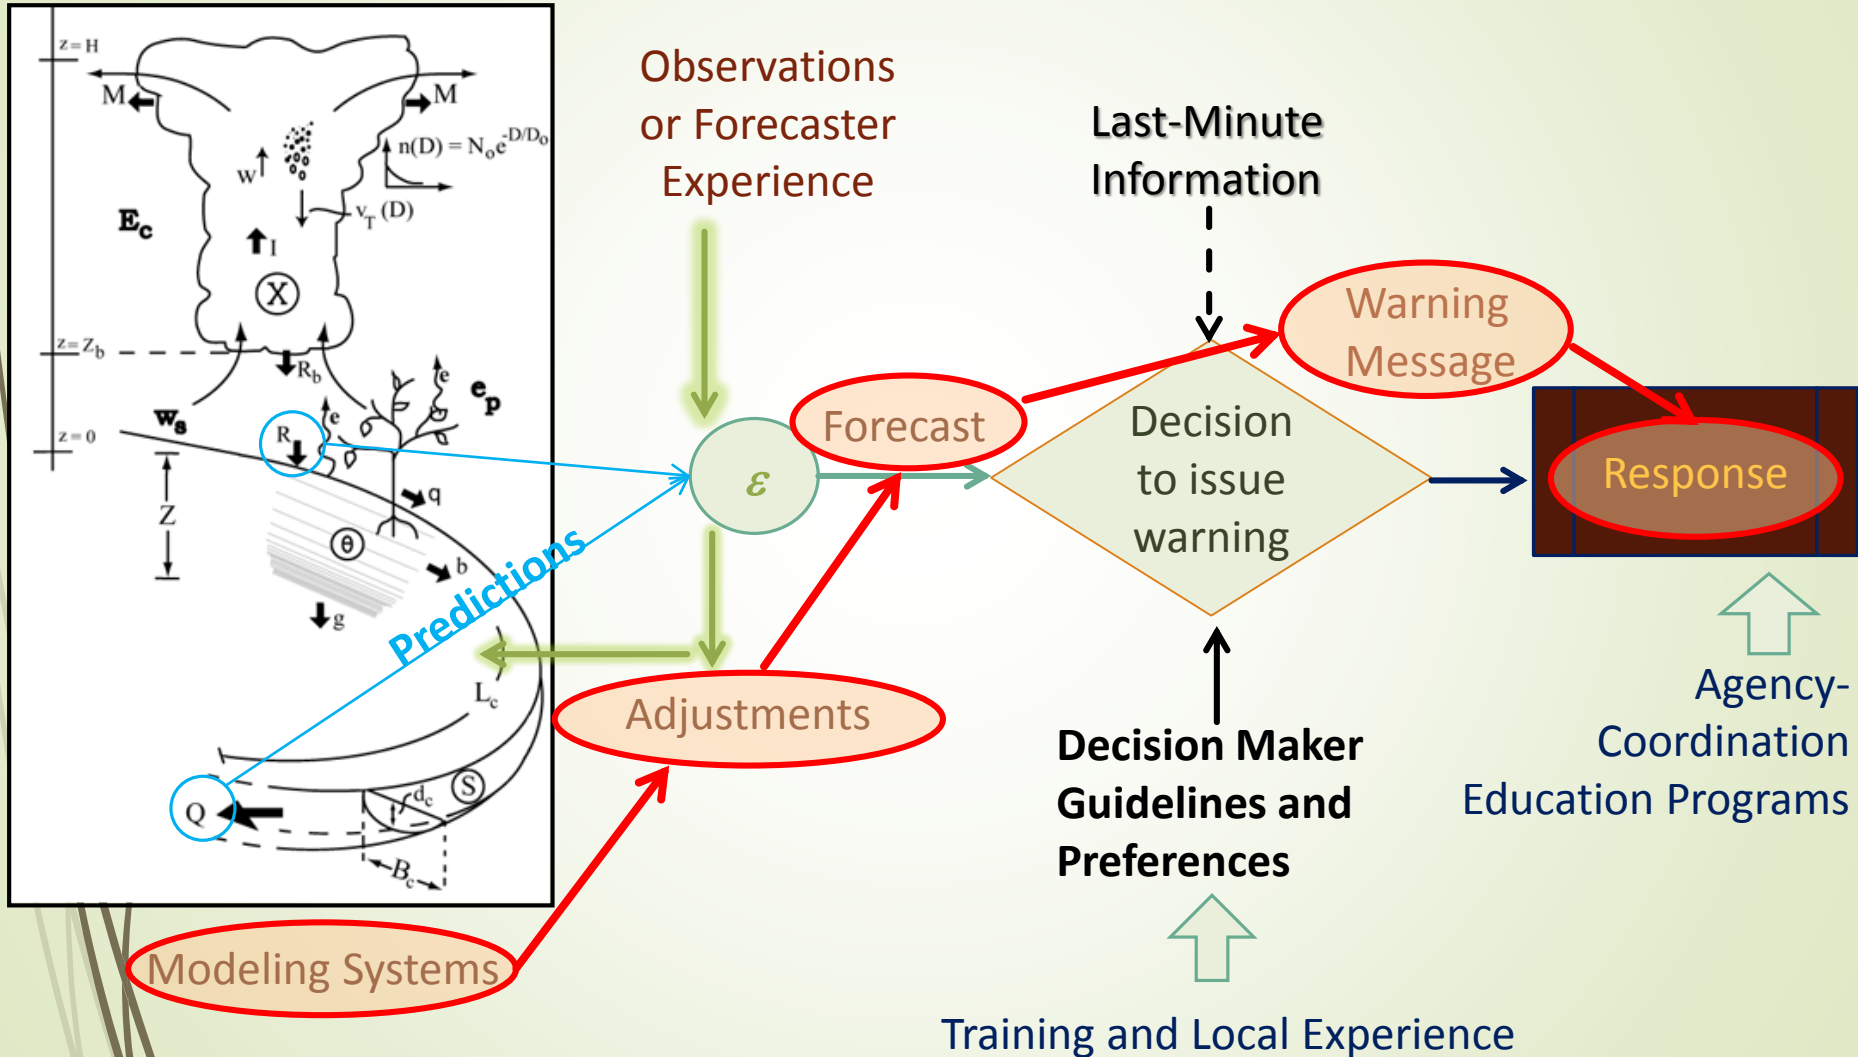 z=H
M
M
n(D) = Nₒe^-D/Dₒ
w
v_T (D)
E_c
I
X
z=Z_b
R_b
e
e_p
w_s
e
R
z=0
q
Z
θ
b
g
L_c
S
d_c
Q
B_c
Predictions
Modeling Systems
Observations
or Forecaster
Experience
ε
Adjustments
Forecast
Last-Minute
Information
Decision
to issue
warning
Warning
Message
Response
Decision Maker
Guidelines and
Preferences
Training and Local Experience
Agency-
Coordination
Education Programs